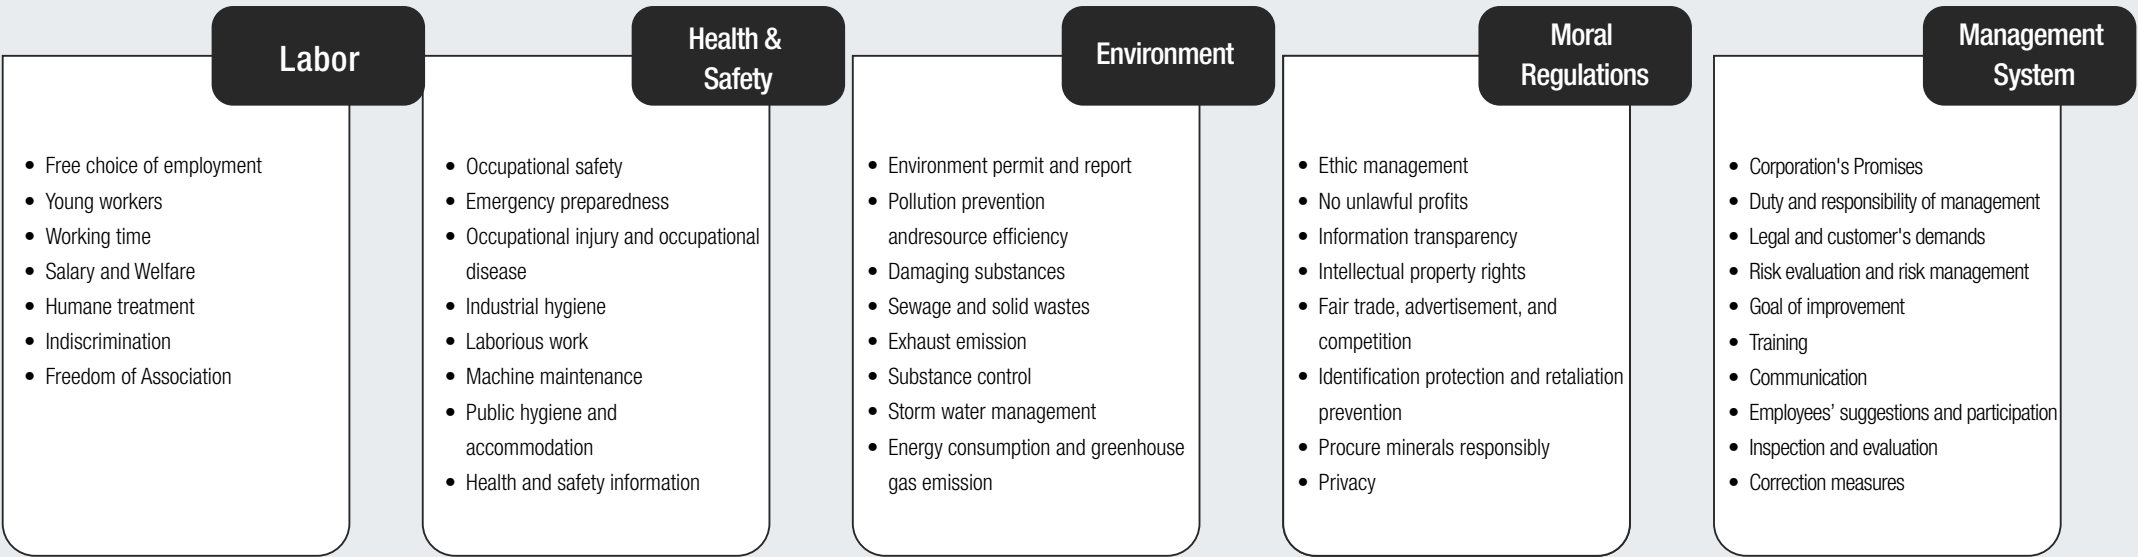 Labor
• Free choice of employment
• Young workers
• Working time
• Salary and Welfare
• Humane treatment
• Indiscrimination
• Freedom of Association
Health &
Safety
• Occupational safety
• Emergency preparedness
• Occupational injury and occupational
disease
• Industrial hygiene
• Laborious work
• Machine maintenance
• Public hygiene and
accommodation
• Health and safety information
Environment
• Environment permit and report
• Pollution prevention
andresource efficiency
• Damaging substances
• Sewage and solid wastes
• Exhaust emission
• Substance control
• Storm water management
• Energy consumption and greenhouse
gas emission
Moral
Regulations
• Ethic management
• No unlawful profits
• Information transparency
• Intellectual property rights
• Fair trade, advertisement, and
competition
• Identification protection and retaliation
prevention
• Procure minerals responsibly
• Privacy
Management
System
• Corporation's Promises
• Duty and responsibility of management
• Legal and customer's demands
• Risk evaluation and risk management
• Goal of improvement
• Training
• Communication
• Employees’ suggestions and participation
• Inspection and evaluation
• Correction measures